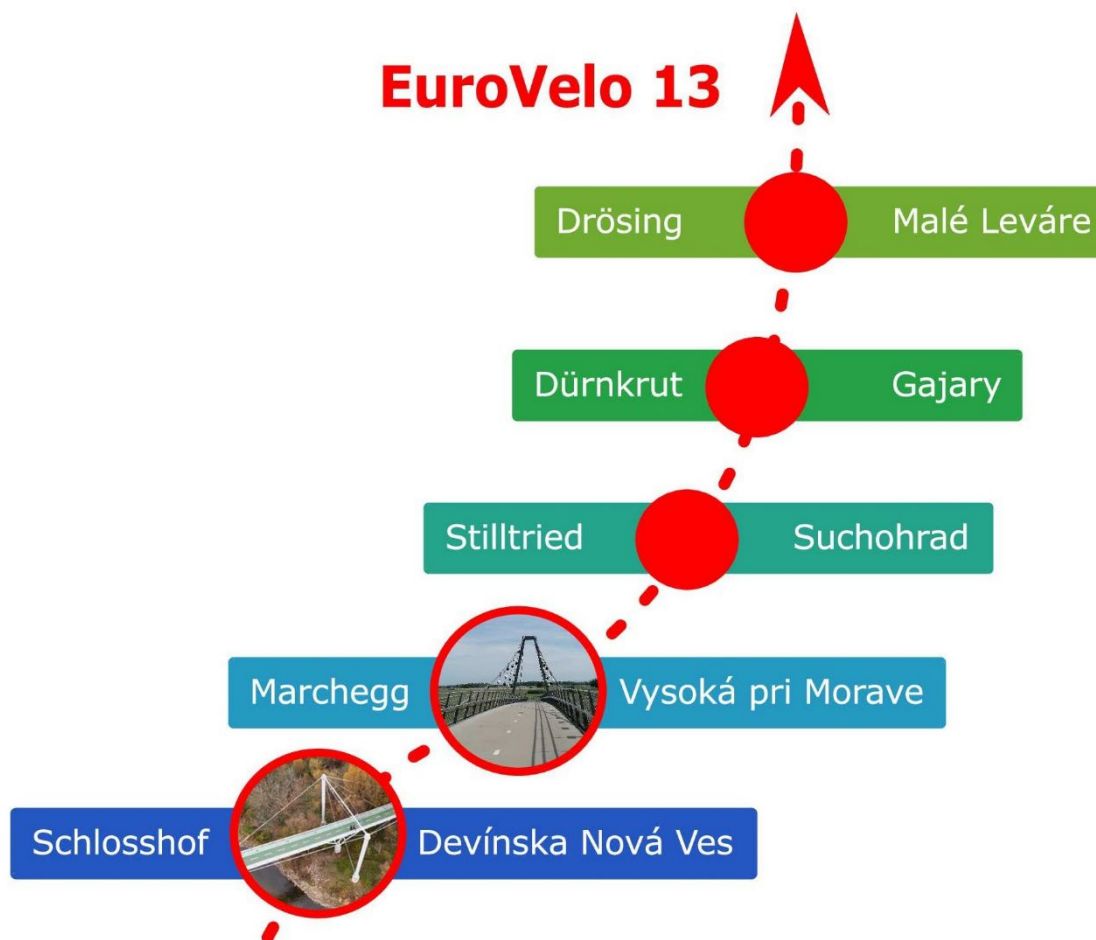 EuroVelo 13
Drösing Malé Leváre
Dürnkrut Gajary
Stilltried Suchohrad
Marchegg Vysoká pri Morave
Schlosshof Devínska Nová Ves